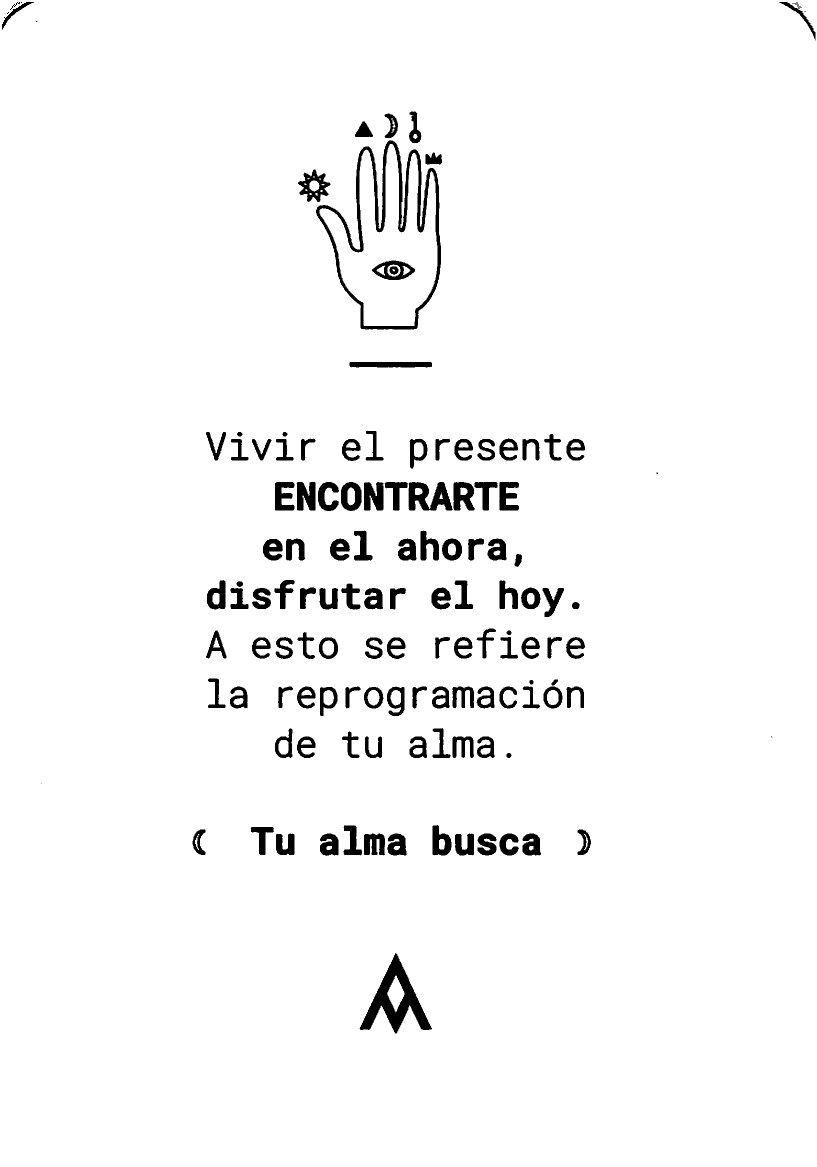 Vivir el presente
ENCONTRARTE
en el ahora,
disfrutar el hoy.
A esto se refiere
la reprogramación
de tu alma.
Tu alma busca